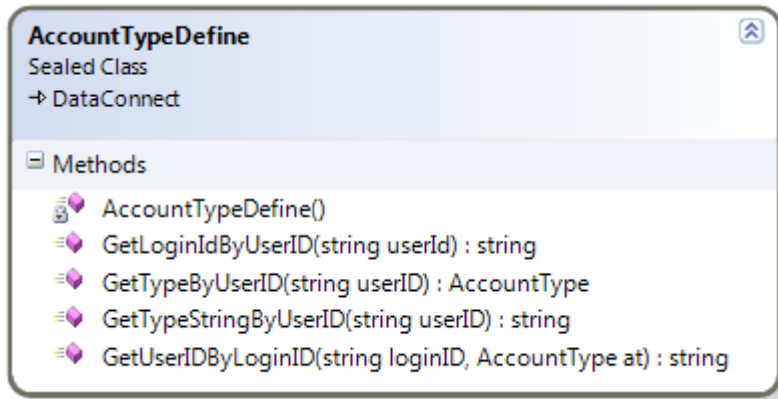 AccountTypeDefine
Sealed Class
DataConnect
Methods
AccountTypeDefine()
GetLoginIdByUserID(string userId) : string
GetTypeByUserID(string userID) : AccountType
GetTypeStringByUserID(string userID) : string
GetUserIDByLoginID(string loginID, AccountType at) : string